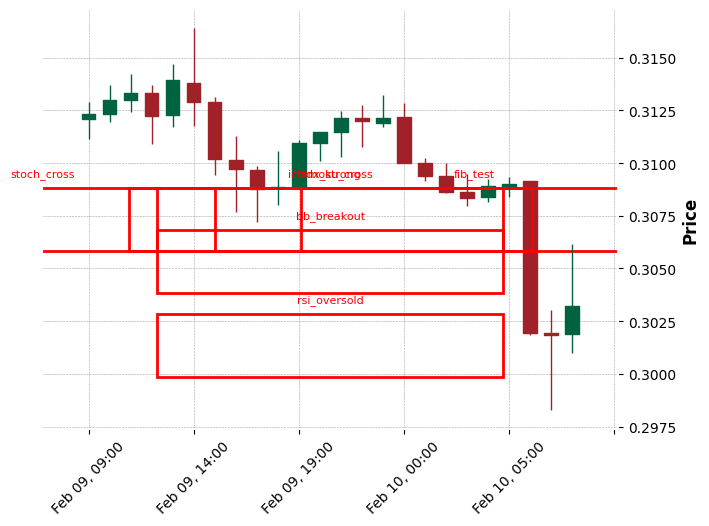 0.3150
0.3125
0.3100
stoch_cross
fib_test
0.3075
bb_breakout
Price
0.3050
rsi_oversold
0.3025
0.3000
0.2975
Feb 09, 09:00
Feb 09, 14:00
Feb 09, 19:00
Feb 10, 00:00
Feb 10, 05:00